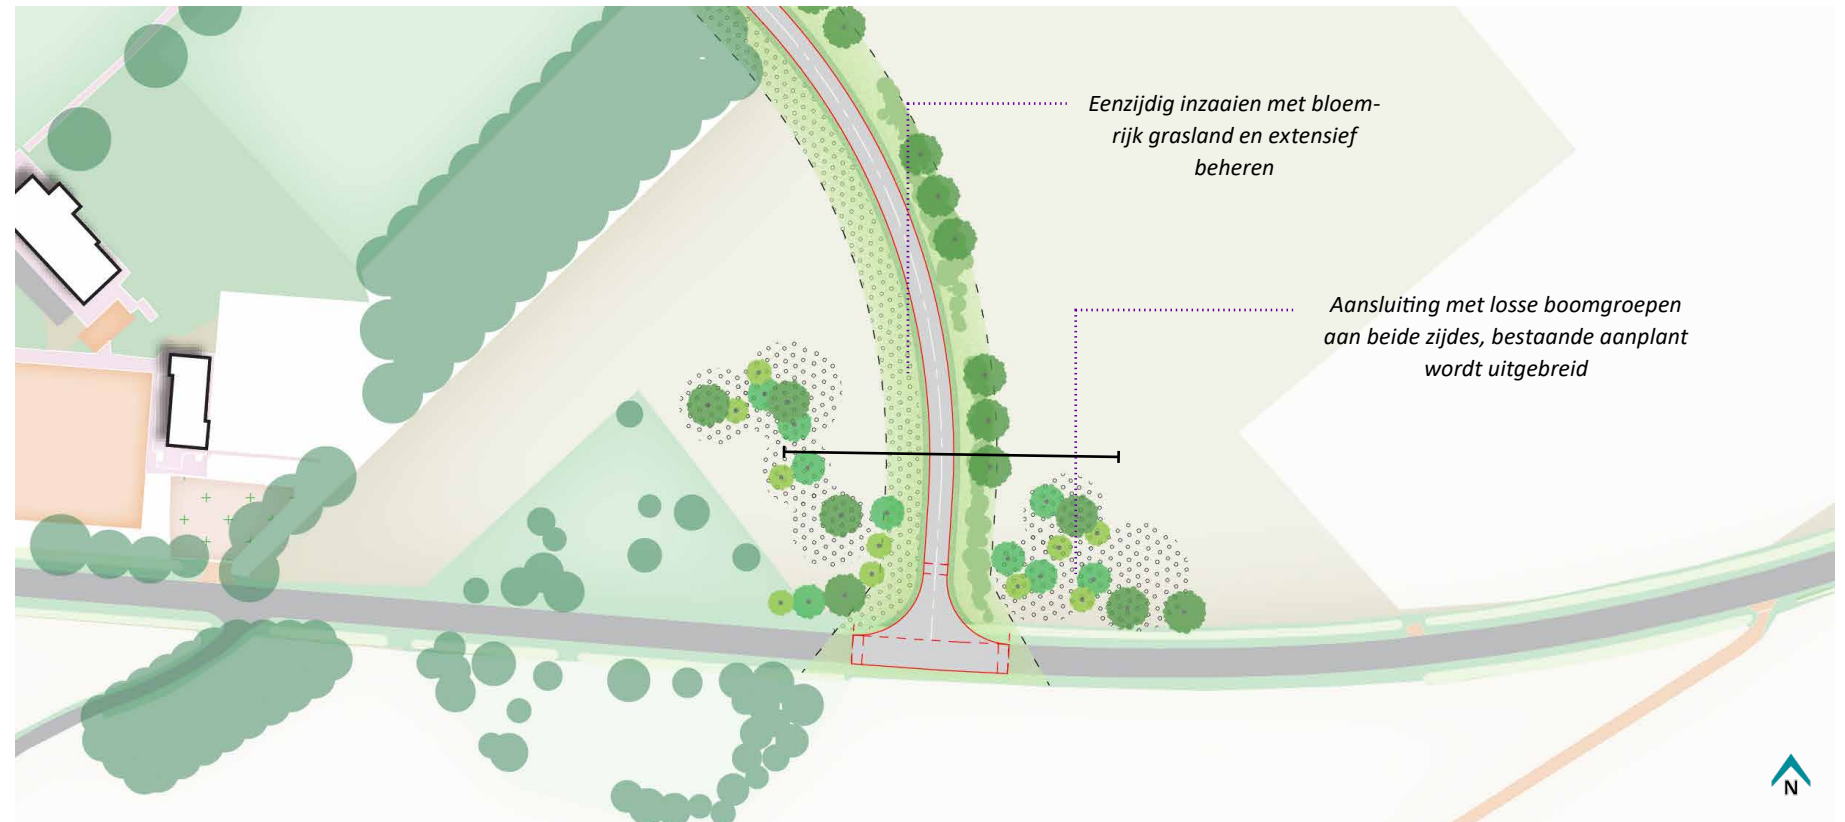 Eenzijdig inzaaien met bloem-
rijk grasland en extensief
beheren
Aansluiting met losse boomgroepen
aan beide zijdes, bestaande aanplant
wordt uitgebreid
N